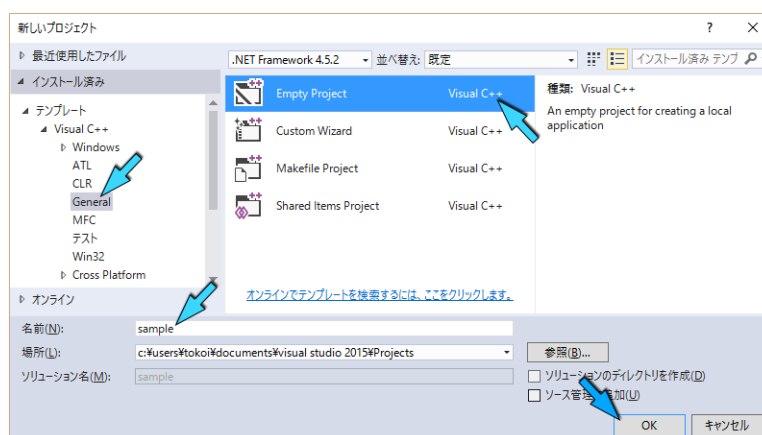 新しいプロジェクト ? ×
最近使用したファイル
.NET Framework 4.5.2 並べ替え: 既定 インストール済み テンプ
インストール済み
テンプレート
Visual C++
Windows
ATL
CLR
General
MFC
テスト
Win32
Cross Platform
オンライン
Empty Project Visual C++
Custom Wizard Visual C++
Makefile Project Visual C++
Shared Items Project Visual C++
オンラインでテンプレートを検索するには、ここをクリックします。
種類: Visual C++
An empty project for creating a local
application
名前(N): sample
場所(L): c:¥users¥tokoi¥documents¥visual studio 2015¥Projects 参照(B)...
ソリューション名(M): sample
ソリューションのディレクトリを作成(D)
ソース管理 追加(U)
OK キャンセル